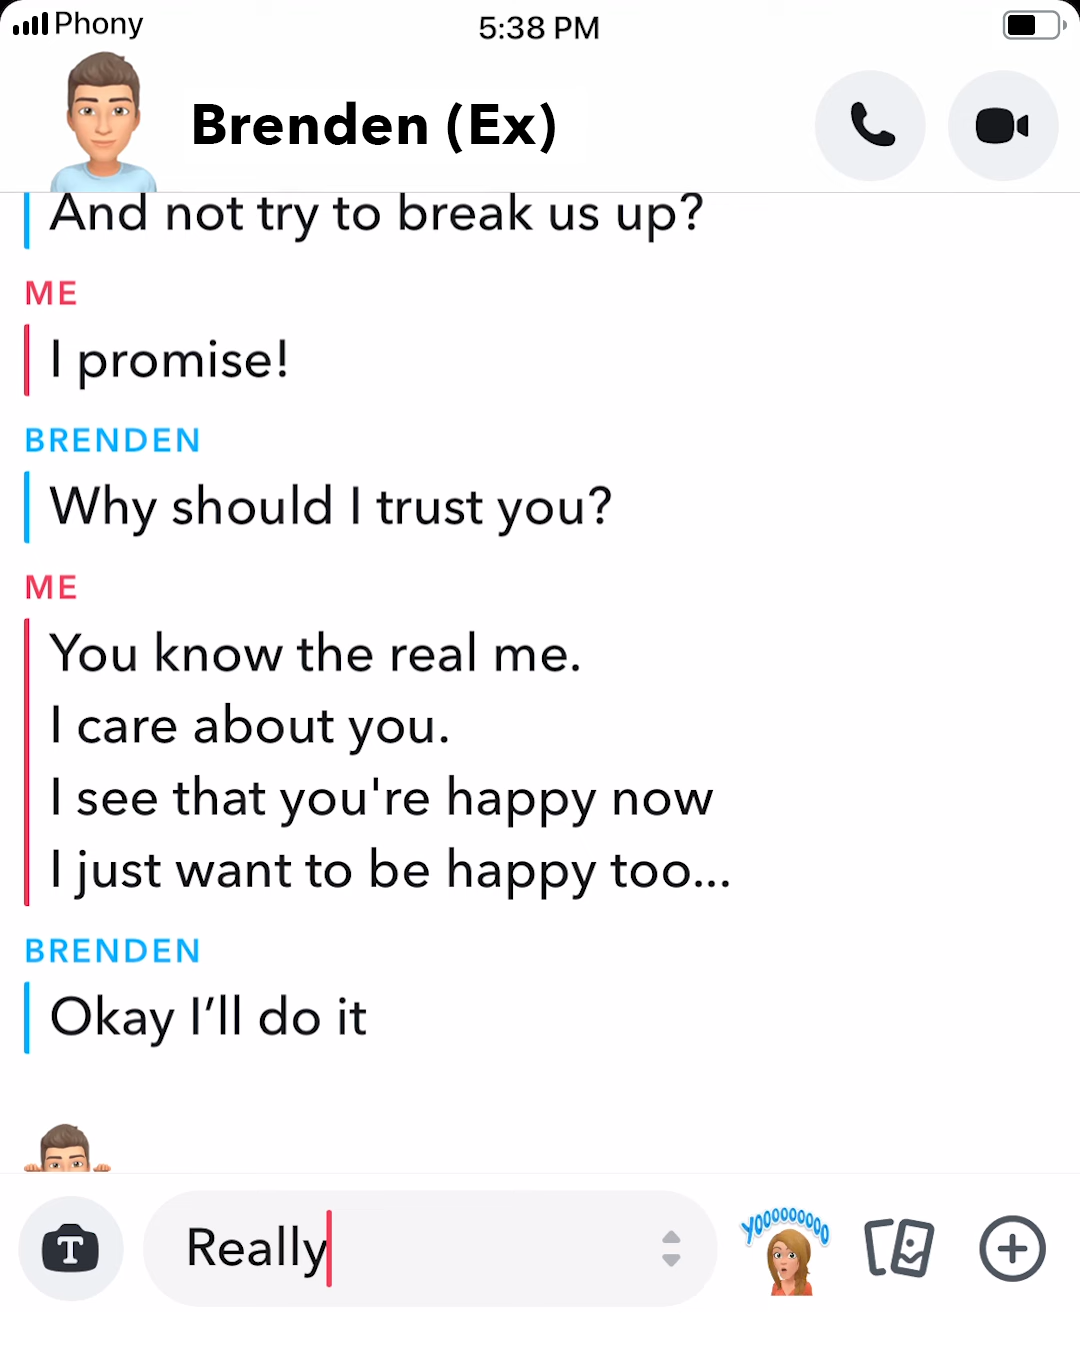 Phony
5:38 PM
Brenden (Ex)
And not try to break us up?
ME
I promise!
BRENDEN
Why should I trust you?
ME
You know the real me.
I care about you.
I see that you're happy now
I just want to be happy too...
BRENDEN
Okay I’ll do it
T
Really
YOOOOOOOOO